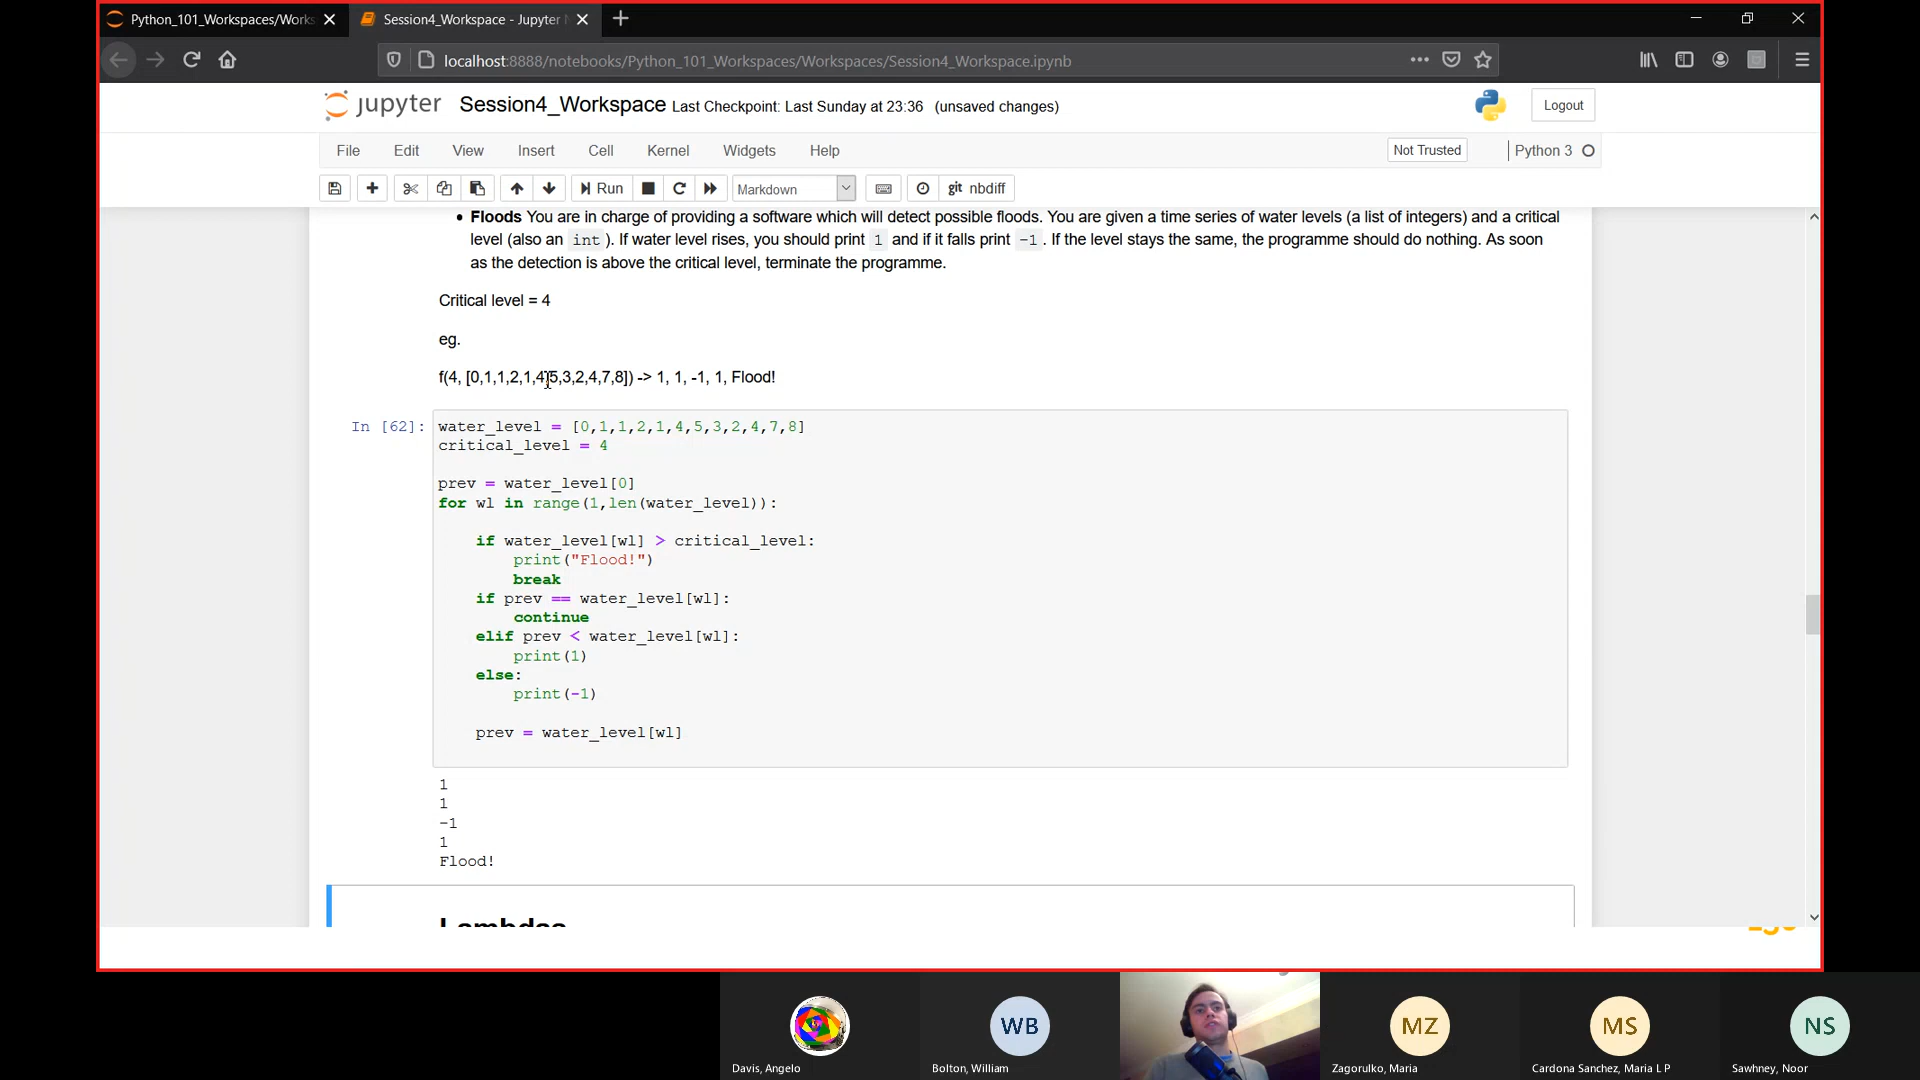 Python_101_Workspaces/Works
Session4_Workspace - Jupyter N
localhost:8888/notebooks/Python_101_Workspaces/Workspaces/Session4_Workspace.ipynb
jupyter Session4_Workspace Last Checkpoint: Last Sunday at 23:36 (unsaved changes)
Logout
File Edit View Insert Cell Kernel Widgets Help
Not Trusted
Python 3
Run
Markdown
git nbdiff
• Floods You are in charge of providing a software which will detect possible floods. You are given a time series of water levels (a list of integers) and a critical
level (also an int ). If water level rises, you should print 1 and if it falls print -1 . If the level stays the same, the programme should do nothing. As soon
as the detection is above the critical level, terminate the programme.
Critical level = 4
eg.
f(4, [0,1,1,2,1,4,5,3,2,4,7,8]) -> 1, 1, -1, 1, Flood!
In [62]:
water_level = [0,1,1,2,1,4,5,3,2,4,7,8]
critical_level = 4
prev = water_level[0]
for wl in range(1,len(water_level)):
if water_level[wl] > critical_level:
print("Flood!")
break
if prev == water_level[wl]:
continue
elif prev < water_level[wl]:
print(1)
else:
print(-1)
prev = water_level[wl]
1
1
-1
1
Flood!
Lambdas
WB
MZ
MS
NS
Davis, Angelo
Bolton, William
Zagorulko, Maria
Cardona Sanchez, Maria L P
Sawhney, Noor